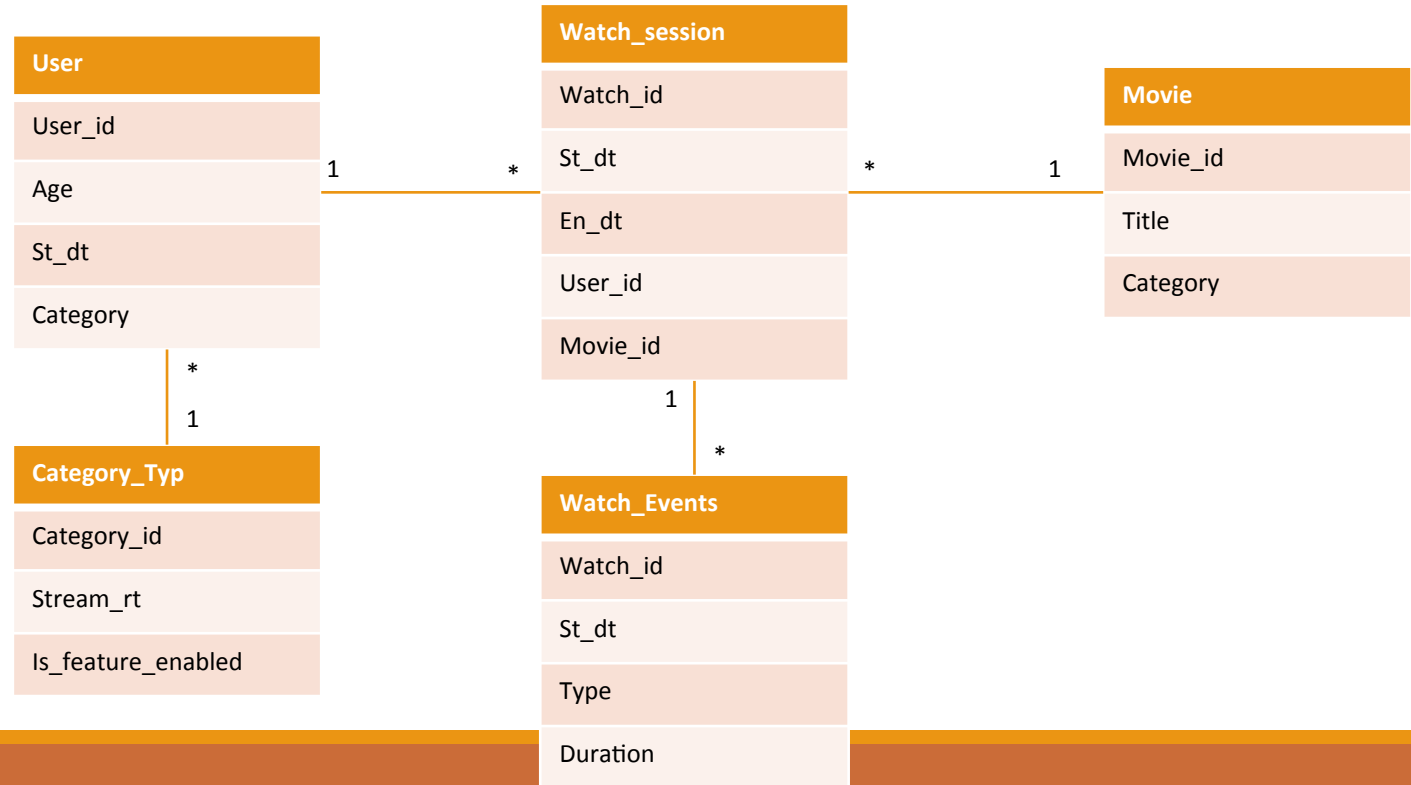 User
User_id
Age
St_dt
Category
1
*
Watch_session
Watch_id
St_dt
En_dt
User_id
Movie_id
*
1
Movie
Movie_id
Title
Category
*
1
Category_Typ
Category_id
Stream_rt
Is_feature_enabled
1
*
Watch_Events
Watch_id
St_dt
Type
Duration